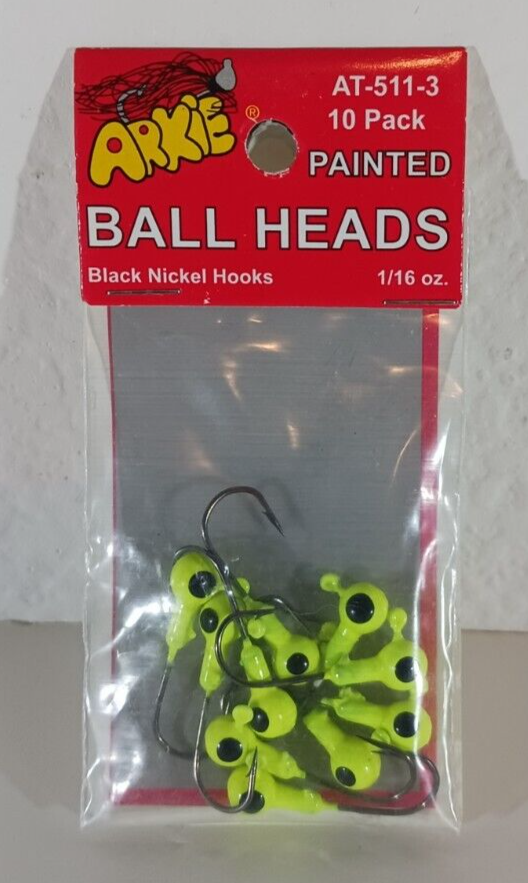 ARKIE ®
AT-511-3
10 Pack
PAINTED
BALL HEADS
Black Nickel Hooks 1/16 oz.